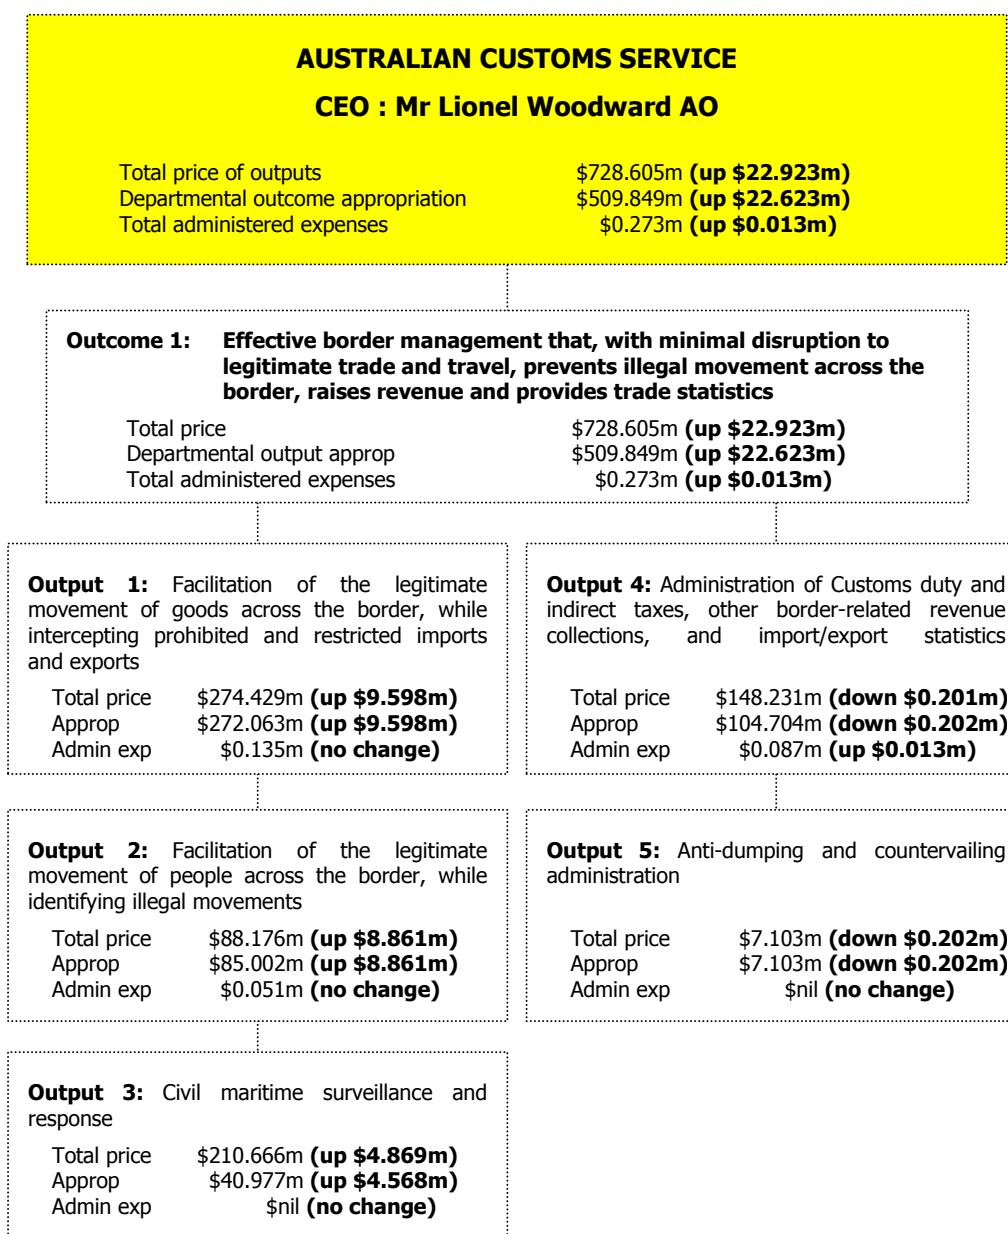 AUSTRALIAN CUSTOMS SERVICE
CEO : Mr Lionel Woodward AO
Total price of outputs $728.605m (up $22.923m)
Departmental outcome appropriation $509.849m (up $22.623m)
Total administered expenses $0.273m (up $0.013m)
Outcome 1: Effective border management that, with minimal disruption to
legitimate trade and travel, prevents illegal movement across the
border, raises revenue and provides trade statistics
Total price $728.605m (up $22.923m)
Departmental output approp $509.849m (up $22.623m)
Total administered expenses $0.273m (up $0.013m)
Output 1: Facilitation of the legitimate
movement of goods across the border, while
intercepting prohibited and restricted imports
and exports
Total price $274.429m (up $9.598m)
Approp $272.063m (up $9.598m)
Admin exp $0.135m (no change)
Output 4: Administration of Customs duty and
indirect taxes, other border-related revenue
collections, and import/export statistics
Total price $148.231m (down $0.201m)
Approp $104.704m (down $0.202m)
Admin exp $0.087m (up $0.013m)
Output 2: Facilitation of the legitimate
movement of people across the border, while
identifying illegal movements
Total price $88.176m (up $8.861m)
Approp $85.002m (up $8.861m)
Admin exp $0.051m (no change)
Output 5: Anti-dumping and countervailing
administration
Total price $7.103m (down $0.202m)
Approp $7.103m (down $0.202m)
Admin exp $nil (no change)
Output 3: Civil maritime surveillance and
response
Total price $210.666m (up $4.869m)
Approp $40.977m (up $4.568m)
Admin exp $nil (no change)